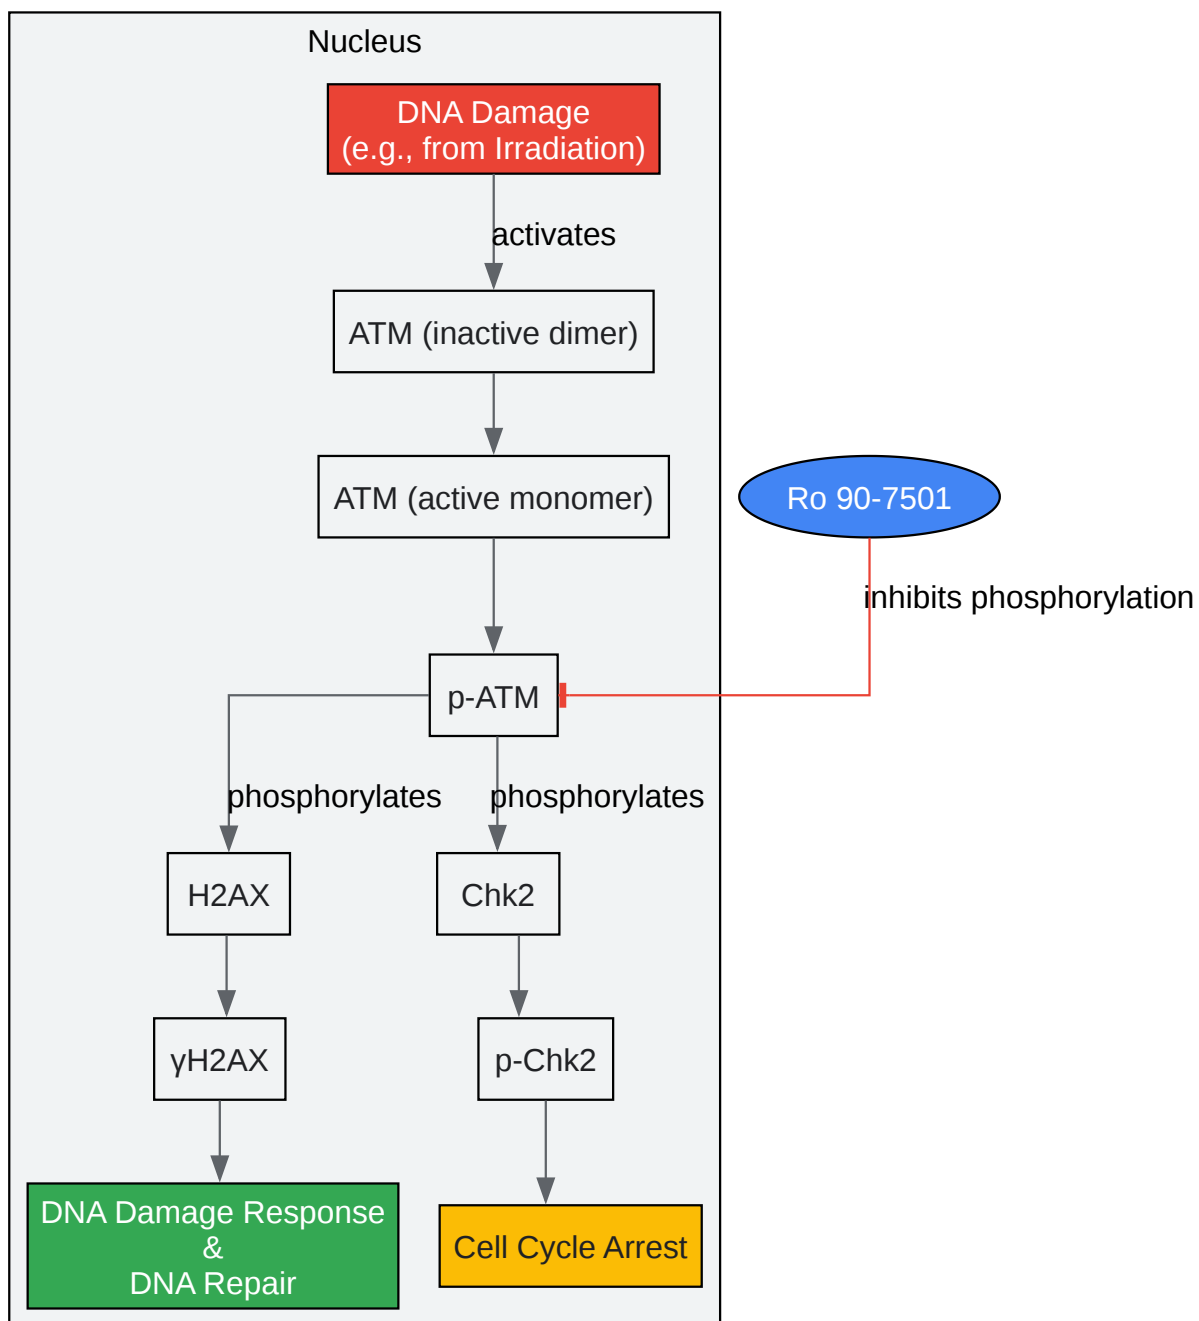 Nucleus
DNA Damage
(e.g., from Irradiation)
activates
ATM (inactive dimer)
ATM (active monomer)
Ro 90-7501
inhibits phosphorylation
p-ATM
phosphorylates
phosphorylates
H2AX
Chk2
γH2AX
p-Chk2
DNA Damage Response
&
DNA Repair
Cell Cycle Arrest